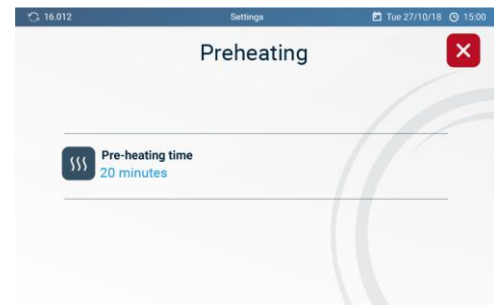 16.012 Settings Tue 27/10/18 15:00
Preheating
Pre-heating time
20 minutes